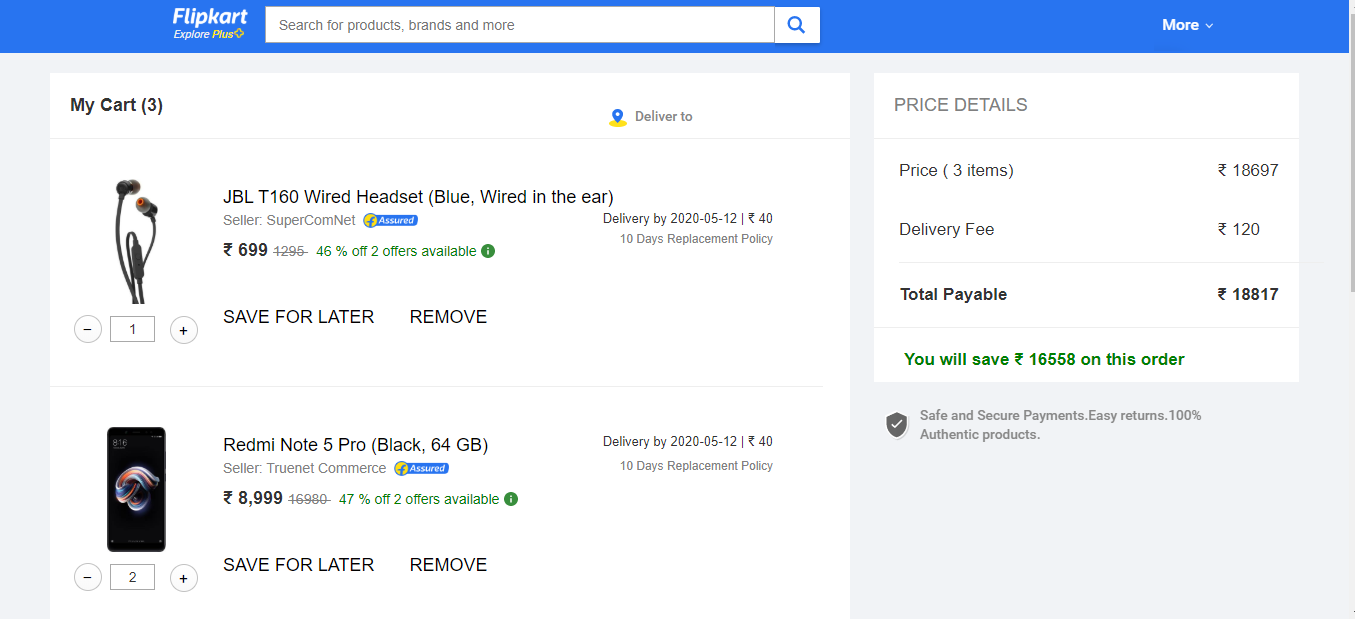 Flipkart
Explore Plus
Search for products, brands and more
More
My Cart (3)
Deliver to
JBL T160 Wired Headset (Blue, Wired in the ear)
Seller: SuperComNet
Assured
Delivery by 2020-05-12 | ₹ 40
10 Days Replacement Policy
₹ 699 1295 46 % off 2 offers available
− 1 +
SAVE FOR LATER REMOVE
816
Redmi Note 5 Pro (Black, 64 GB)
Seller: Truenet Commerce
Assured
Delivery by 2020-05-12 | ₹ 40
10 Days Replacement Policy
₹ 8,999 16980 47 % off 2 offers available
− 2 +
SAVE FOR LATER REMOVE
PRICE DETAILS
Price ( 3 items) ₹ 18697
Delivery Fee ₹ 120
Total Payable ₹ 18817
You will save ₹ 16558 on this order
Safe and Secure Payments.Easy returns.100%
Authentic products.